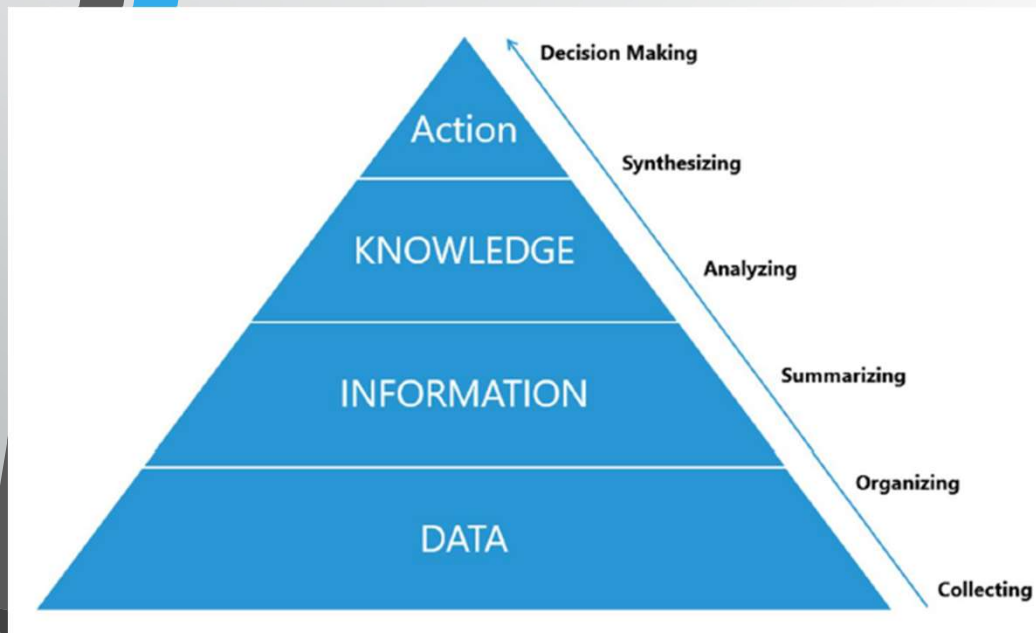 Decision Making
Action
Synthesizing
KNOWLEDGE
Analyzing
Summarizing
INFORMATION
Organizing
DATA
Collecting